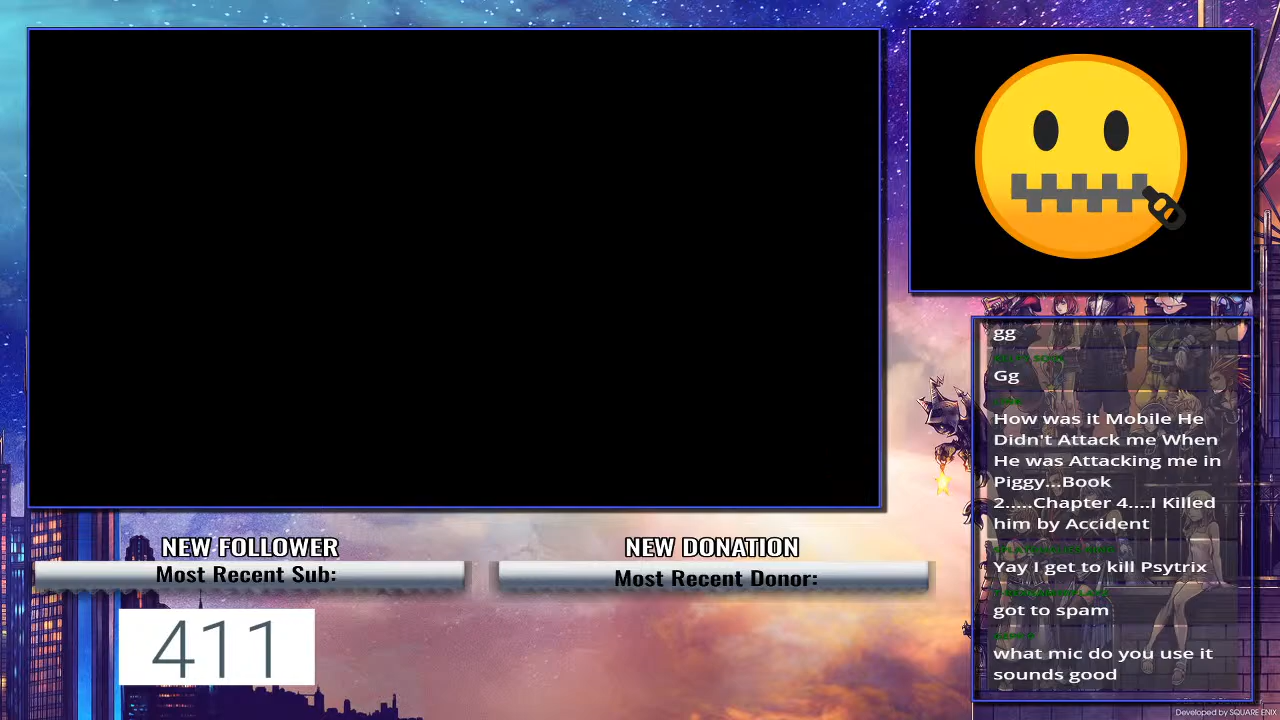 gg
Gg
How was it Mobile He
Didn't Attack me When
He was Attacking me in
Piggy...Book
2.....Chapter 4....I Killed
him by Accident
Yay I get to kill Psytrix
got to spam
what mic do you use it
sounds good
NEW FOLLOWER
Most Recent Sub:
NEW DONATION
Most Recent Donor:
411
Developed by SQUARE ENIX